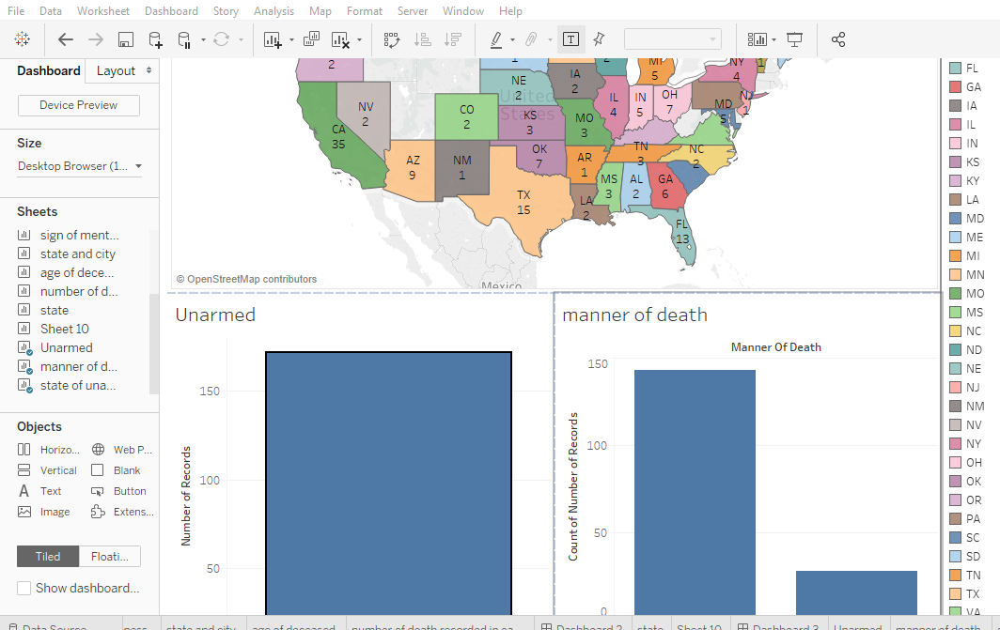 File Data Worksheet Dashboard Story Analysis Map Format Server Window Help
Dashboard Layout
Device Preview
Size
Desktop Browser (1...
Sheets
sign of ment...
state and city
age of dece...
number of d...
state
Sheet 10
Unarmed
manner of d...
state of una...
Objects
Horizo... Web P...
Vertical Blank
Text Button
Image Extens...
Tiled Floati...
Show dashboard...
2
1
2
MI
5
1
NY
4
NE
2
IA
2
United
States
IL
4
IN
5
OH
7
MD
5
NJ
1
NV
2
CA
35
CO
2
KS
3
MO
3
OK
7
AR
1
TN
3
NC
2
AZ
9
NM
1
TX
15
LA
2
MS
3
AL
2
GA
6
FL
13
Mexico
© OpenStreetMap contributors
FL
GA
IA
IL
IN
KS
KY
LA
MD
ME
MI
MN
MO
MS
NC
ND
NE
NJ
NM
NV
NY
OH
OK
OR
PA
SC
SD
TN
TX
VA
Unarmed
Number of Records
150
100
50
manner of death
Manner Of Death
Count of Number of Records
150
100
50
0
Data Source state and city age of deceased number of death recorded in ea Dashboard 2 state Sheet 10 Dashboard 3 Unarmed manner of death